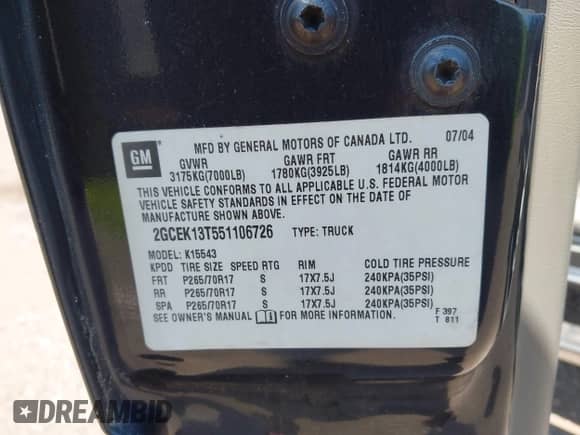 MFD BY GENERAL MOTORS OF CANADA LTD. 07/04
GM
GVWR GAWR FRT GAWR RR
3175KG(7000LB) 1780KG(3925LB) 1814KG(4000LB)
THIS VEHICLE CONFORMS TO ALL APPLICABLE U.S. FEDERAL MOTOR
VEHICLE SAFETY STANDARDS IN EFFECT ON THE DATE OF
MANUFACTURE SHOWN ABOVE.
2GCEK13T551106726 TYPE: TRUCK
MODEL: K15543
KPDD TIRE SIZE SPEED RTG RIM COLD TIRE PRESSURE
FRT P265/70R17 S 17X7.5J 240KPA(35PSI)
RR P265/70R17 S 17X7.5J 240KPA(35PSI)
SPA P265/70R17 S 17X7.5J 240KPA(35PSI)
SEE OWNER'S MANUAL FOR MORE INFORMATION. F 397
T 811
DREAMBID